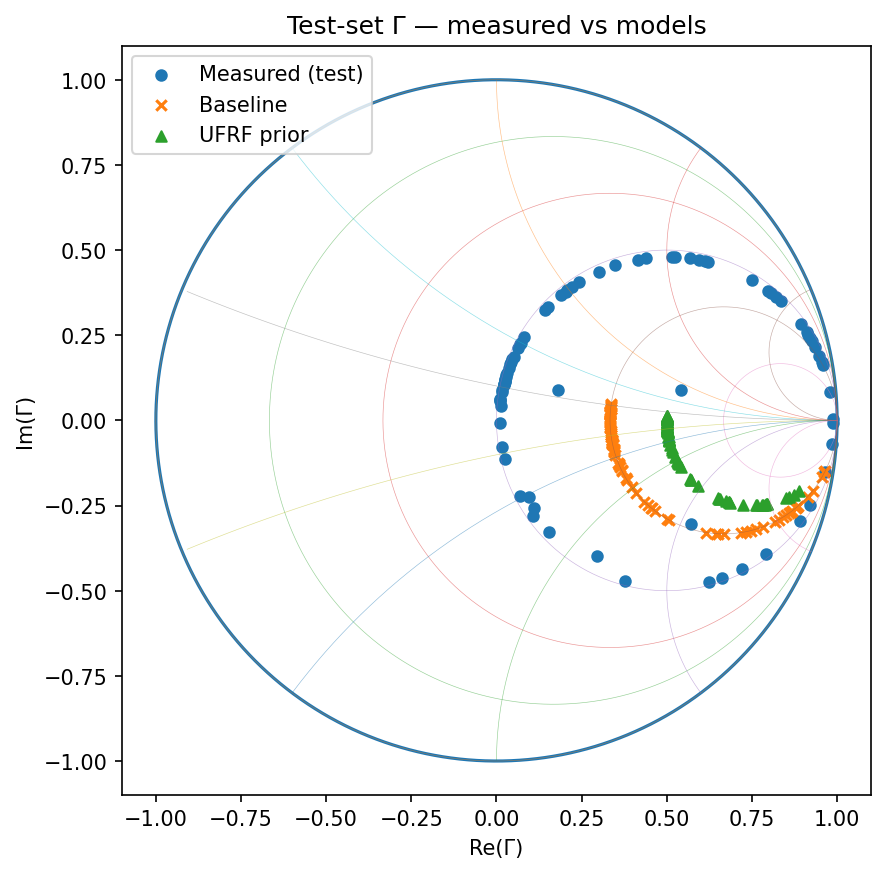 Test-set Γ — measured vs models
Measured (test)
Baseline
UFRF prior
1.00
0.75
0.50
0.25
0.00
−0.25
−0.50
−0.75
−1.00
Im(Γ)
−1.00 −0.75 −0.50 −0.25 0.00 0.25 0.50 0.75 1.00
Re(Γ)